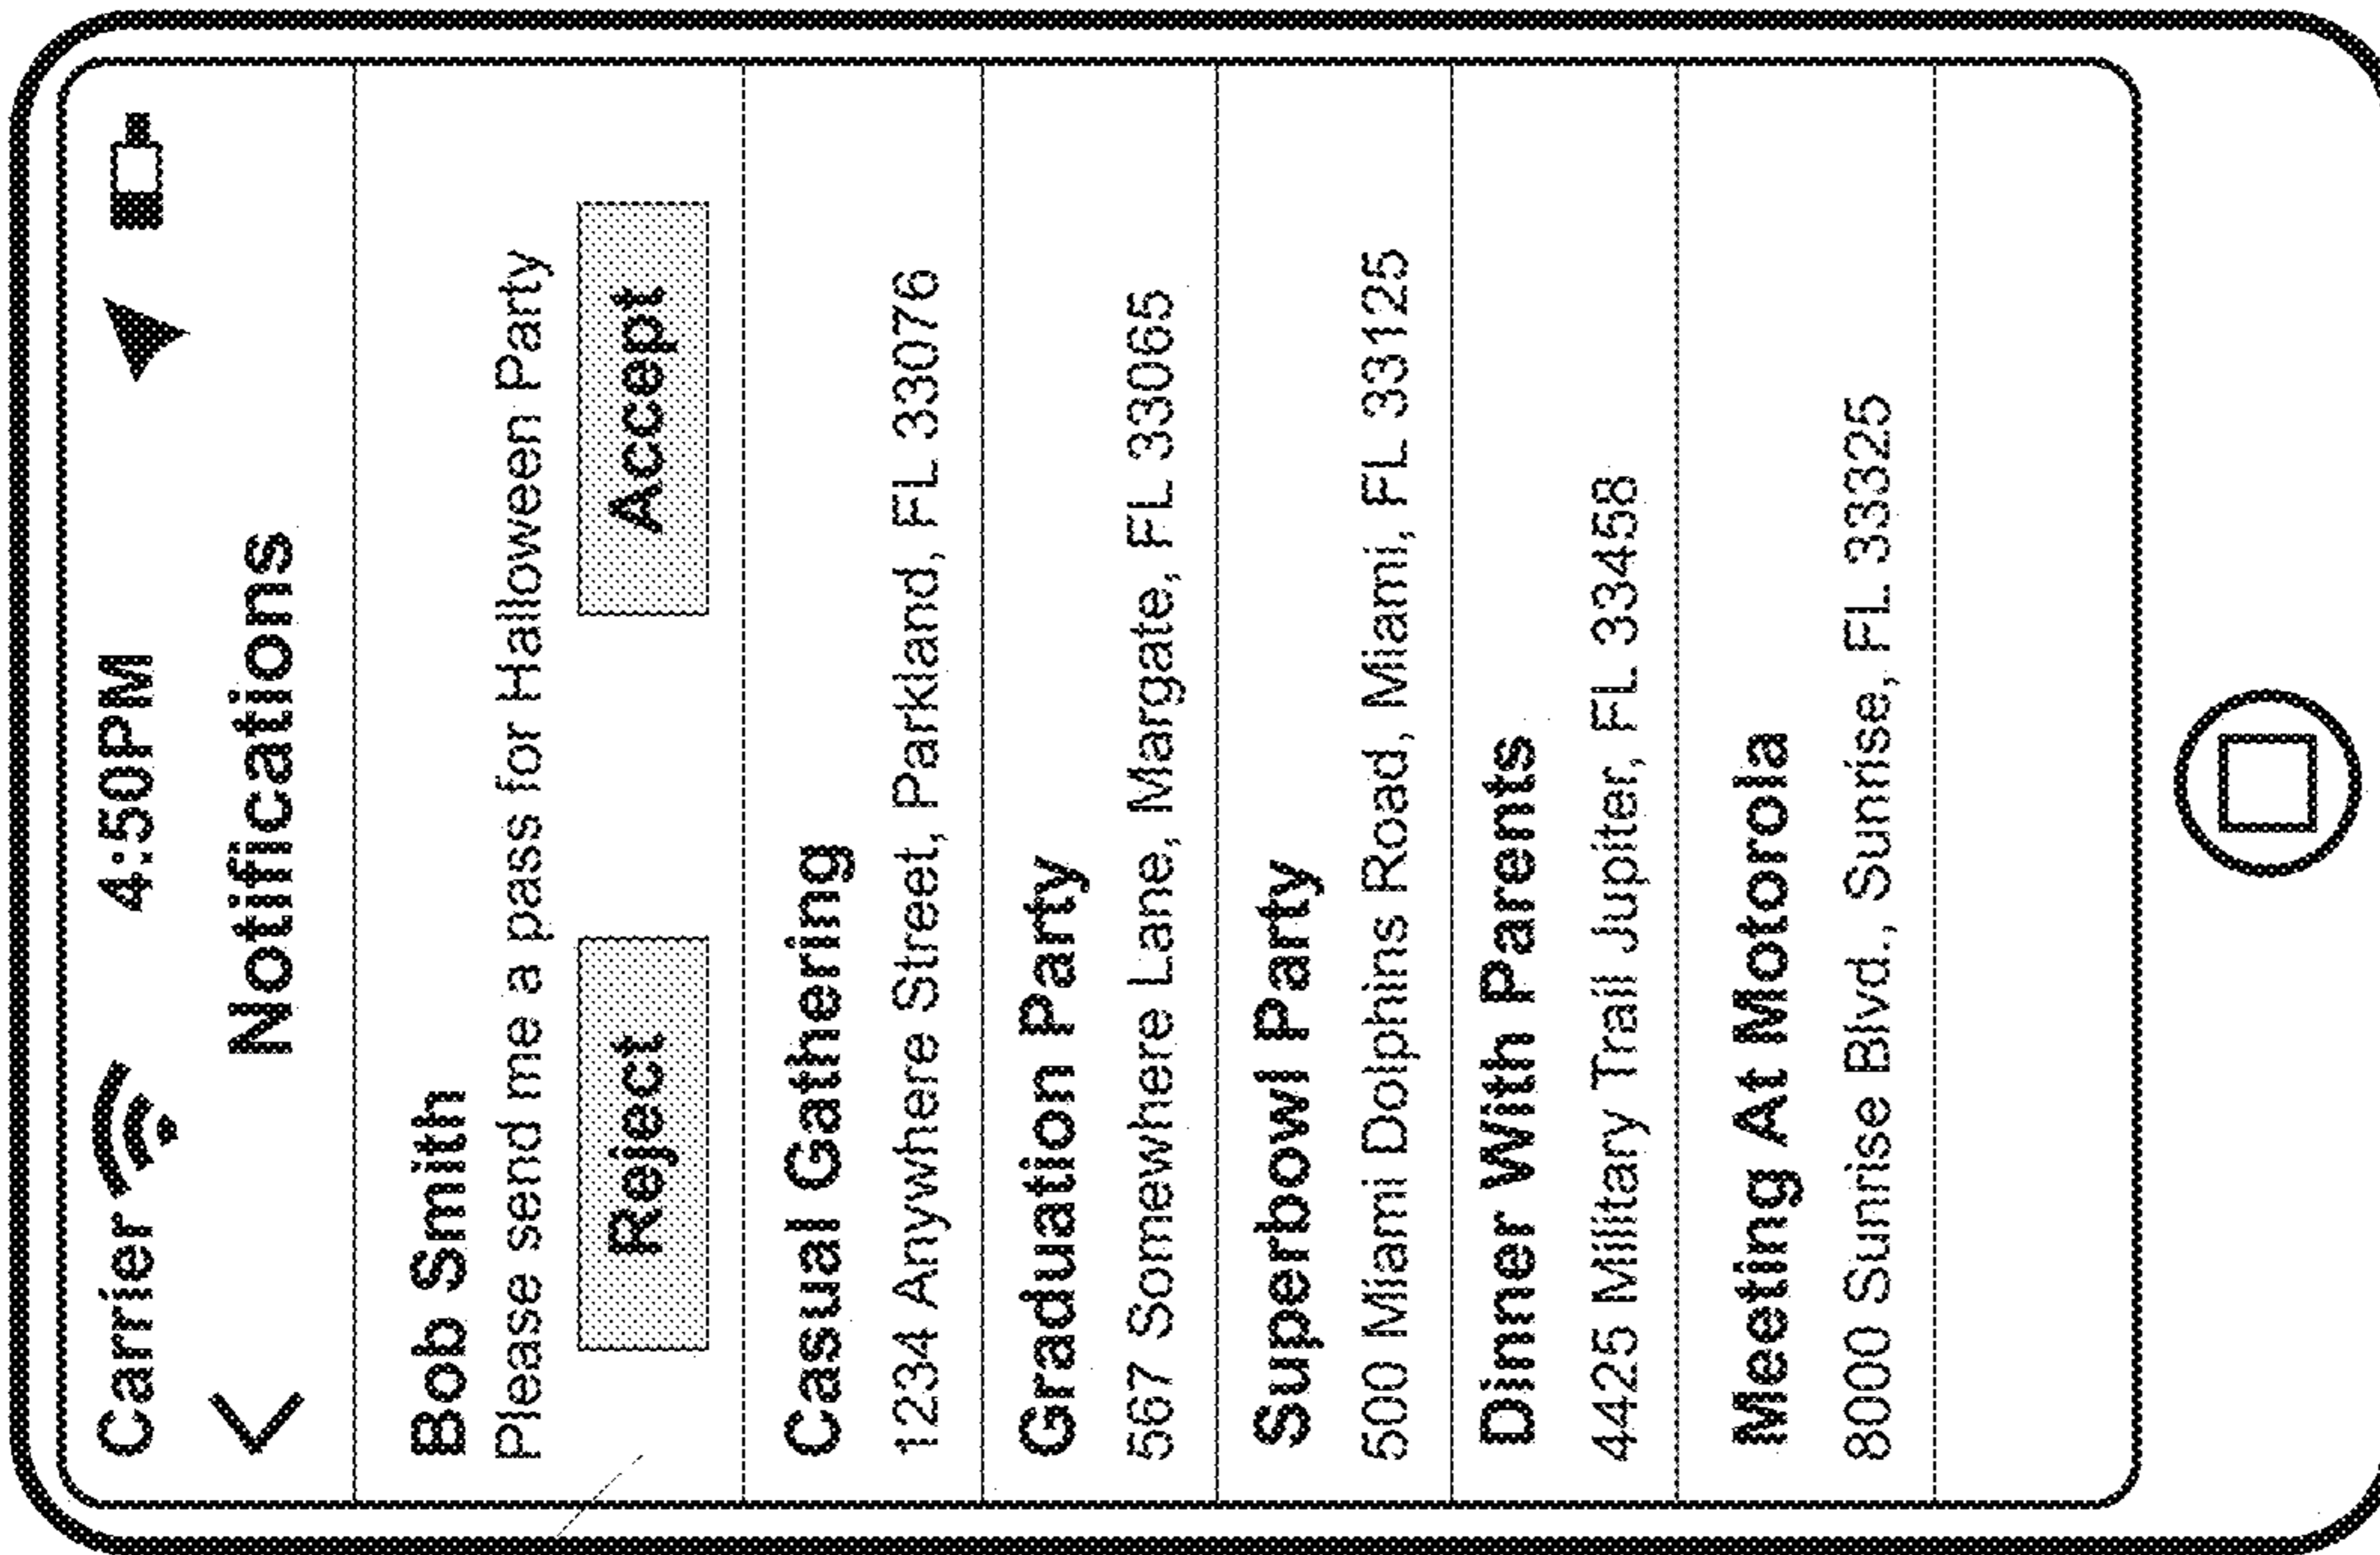 Carrier 4:50PM
Notifications
Bob Smith
Please send me a pass for Halloween Party
Reject Accept
Casual Gathering
1234 Anywhere Street, Parkland, FL 33076
Graduation Party
567 Somewhere Lane, Margate, FL 33065
Superbowl Party
500 Miami Dolphins Road, Miami, FL 33125
Dinner With Parents
4425 Military Trail Jupiter, FL 33458
Meeting At Motorola
8000 Sunrise Blvd., Sunrise, FL 33325